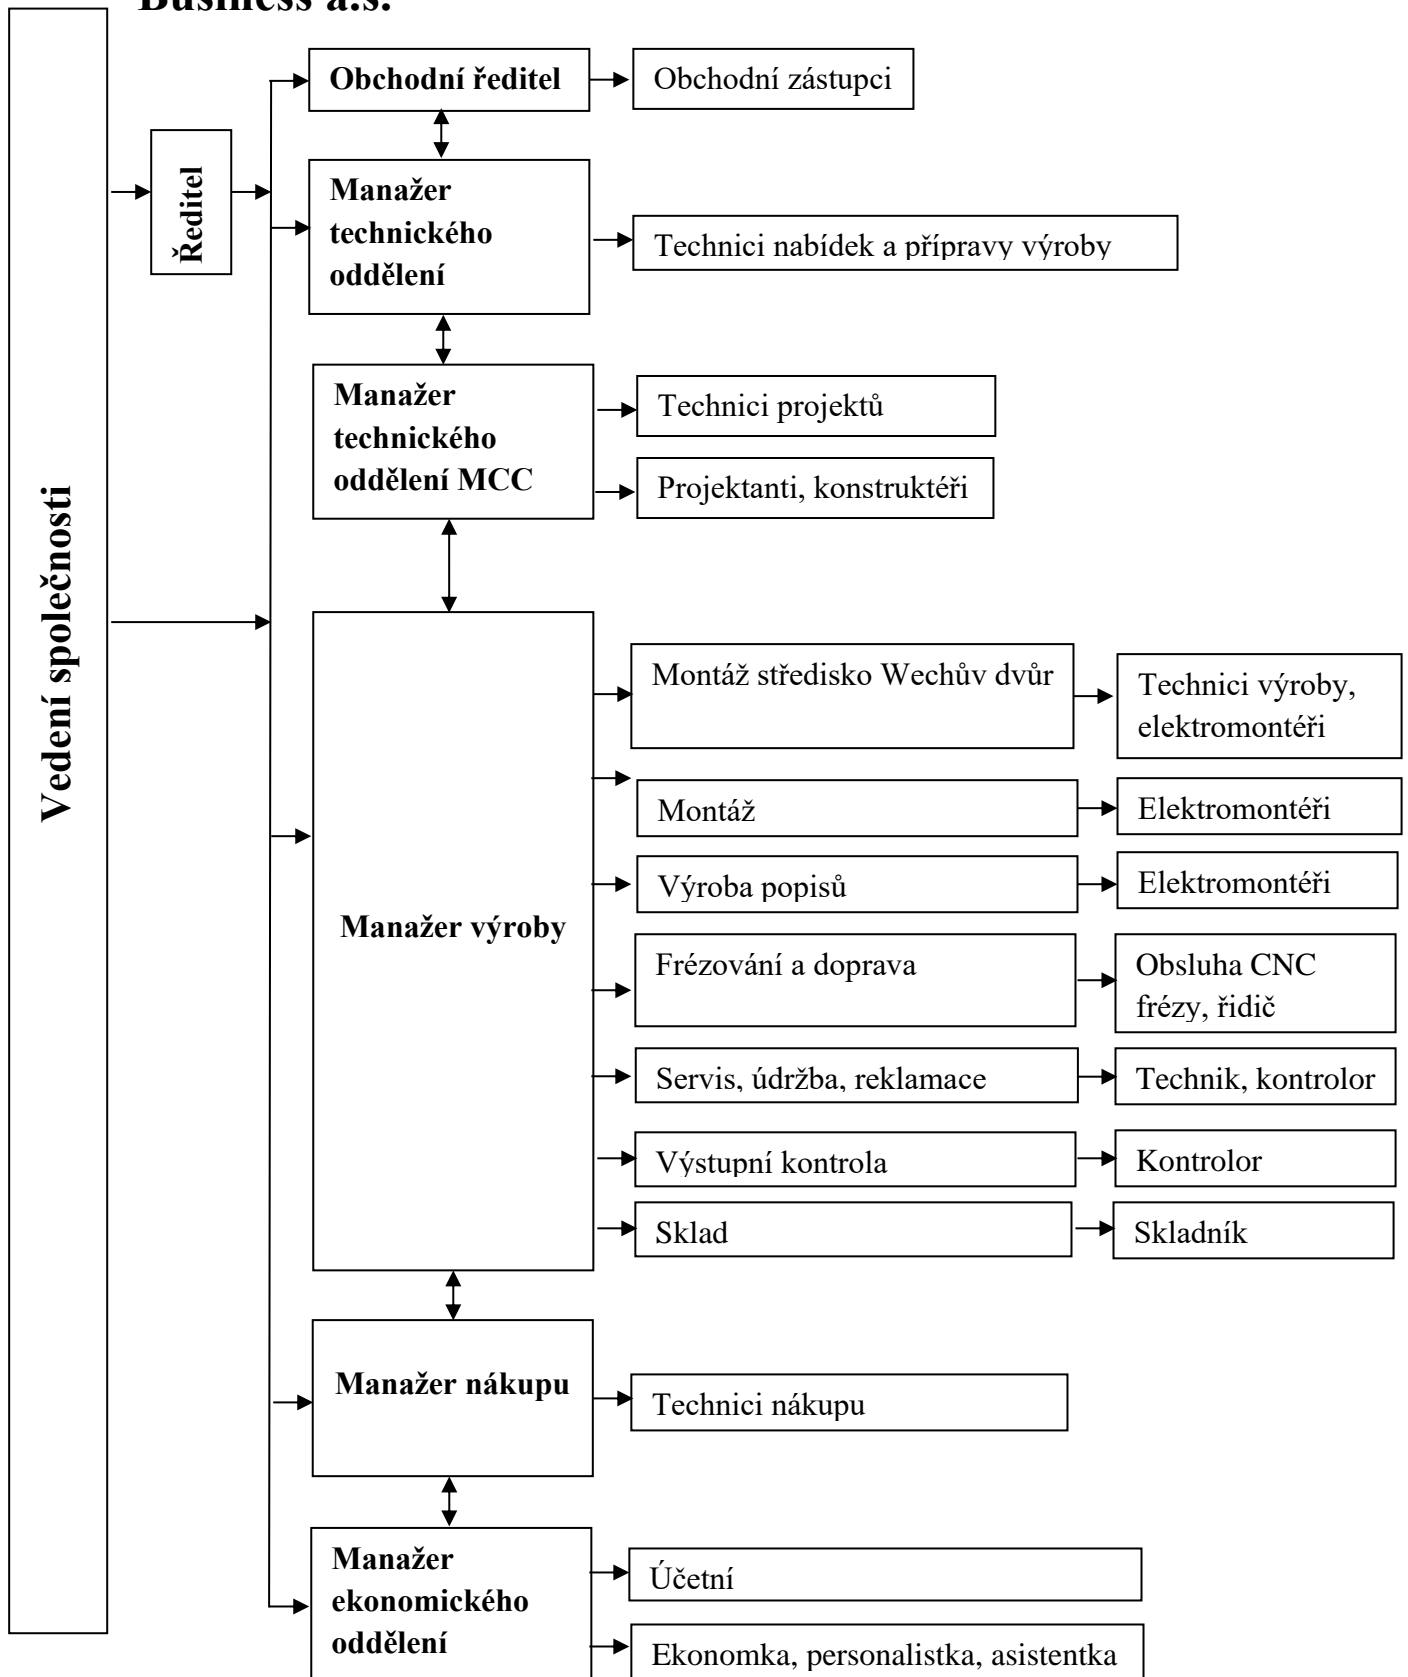 Business a.s.
Obchodní ředitel
Obchodní zástupci
Ředitel
Manažer
technického
oddělení
Technici nabídek a přípravy výroby
Manažer
technického
oddělení MCC
Technici projektů
Projektanti, konstruktéři
Vedení společnosti
Manažer výroby
Montáž středisko Wechův dvůr
Technici výroby,
elektromontéři
Montáž
Elektromontéři
Výroba popisů
Elektromontéři
Frézování a doprava
Obsluha CNC
frézy, řidič
Servis, údržba, reklamace
Technik, kontrolor
Výstupní kontrola
Kontrolor
Sklad
Skladník
Manažer nákupu
Technici nákupu
Manažer
ekonomického
oddělení
Účetní
Ekonomka, personalistka, asistentka